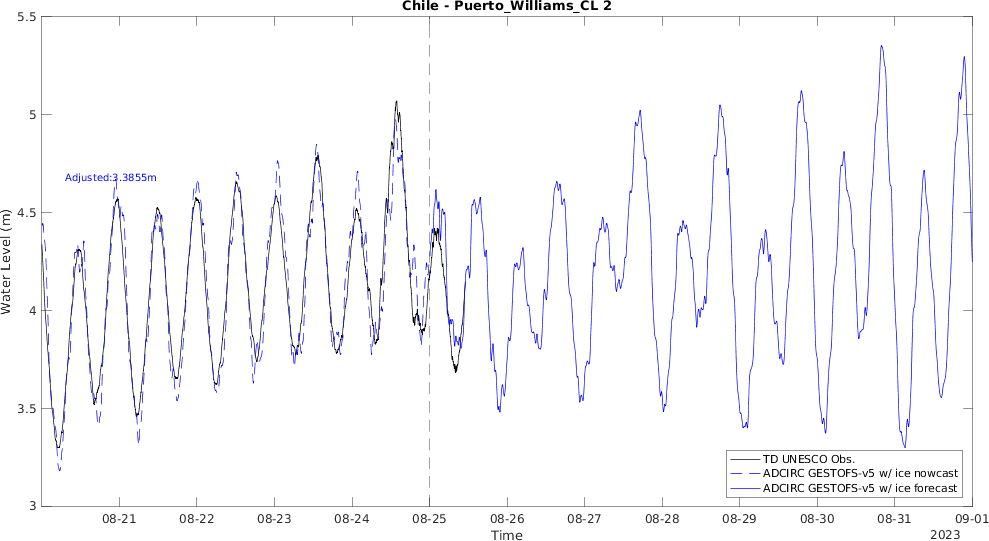 Chile - Puerto_Williams_CL 2
5.5
5
4.5
4
3.5
3
Water Level (m)
Adjusted:3.3855m
TD UNESCO Obs.
ADCIRC GESTOFS-v5 w/ ice nowcast
ADCIRC GESTOFS-v5 w/ ice forecast
08-21 08-22 08-23 08-24 08-25 08-26 08-27 08-28 08-29 08-30 08-31 09-01
Time
2023